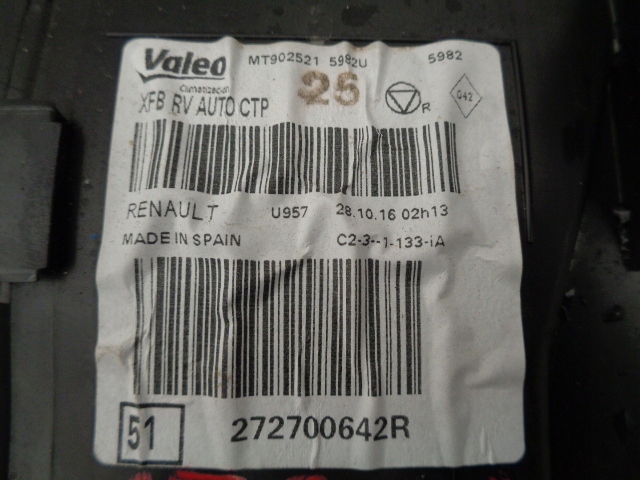 Valeo MT902521 5982U 5982
Climatización 25 R 042
XFB RV AUTO CTP
RENAULT U957 28.10.16 02h13
MADE IN SPAIN C2-3--1-133-iA
51 272700642R